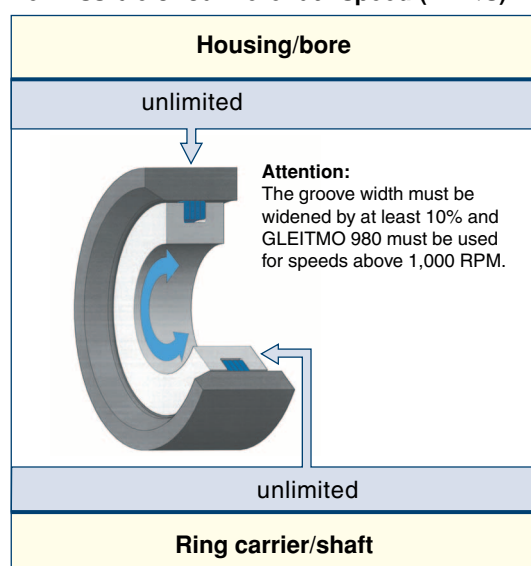 Housing/bore
unlimited
Attention:
The groove width must be
widened by at least 10% and
GLEITMO 980 must be used
for speeds above 1,000 RPM.
unlimited
Ring carrier/shaft